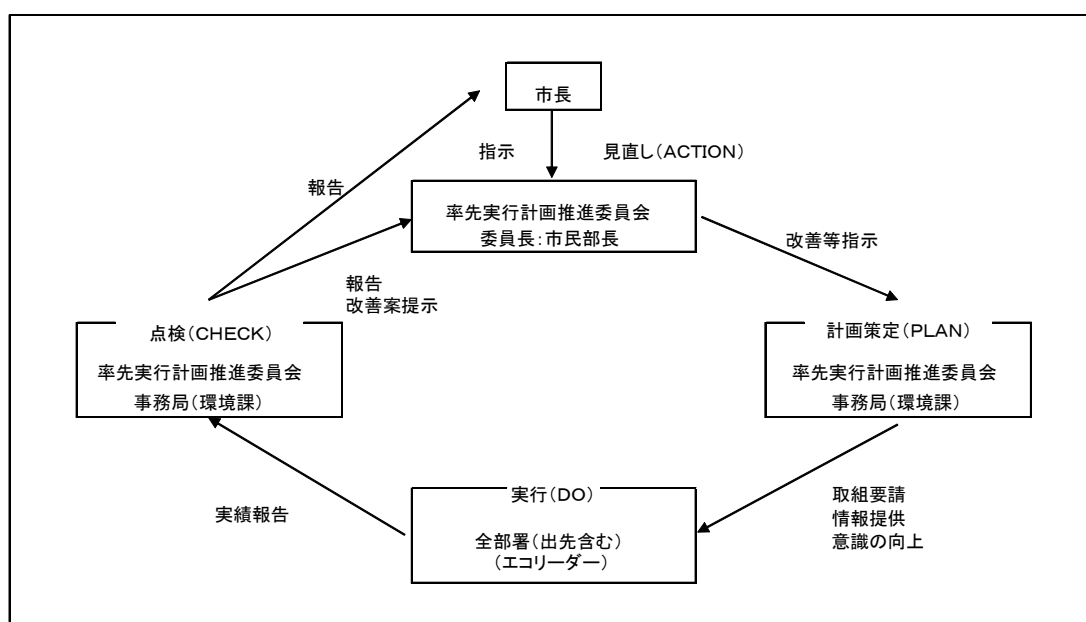 市長
指示
見直し(ACTION)
報告
率先実行計画推進委員会
委員長:市民部長
改善等指示
報告
改善案提示
点検(CHECK)
率先実行計画推進委員会
事務局(環境課)
計画策定(PLAN)
率先実行計画推進委員会
事務局(環境課)
実行(DO)
全部署(出先含む)
(エコリーダー)
実績報告
取組要請
情報提供
意識の向上